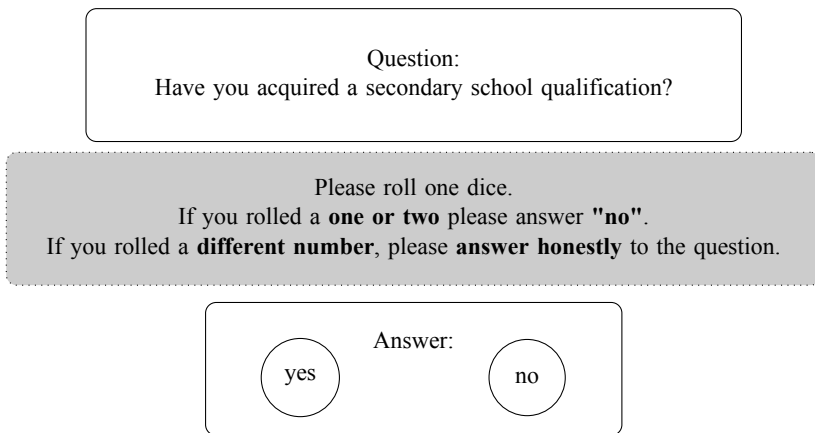 Question:
Have you acquired a secondary school qualification?
Please roll one dice.
If you rolled a one or two please answer "no".
If you rolled a different number, please answer honestly to the question.
Answer:
yes
no